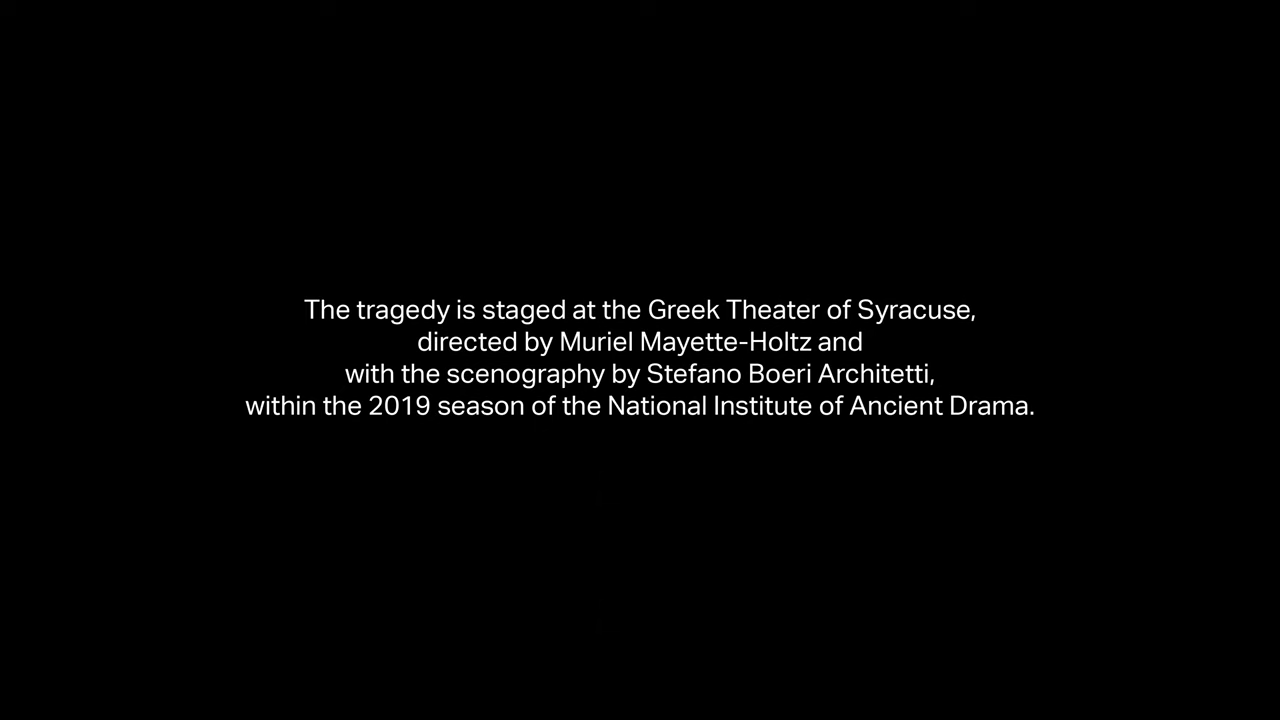 The tragedy is staged at the Greek Theater of Syracuse,
directed by Muriel Mayette-Holtz and
with the scenography by Stefano Boeri Architetti,
within the 2019 season of the National Institute of Ancient Drama.